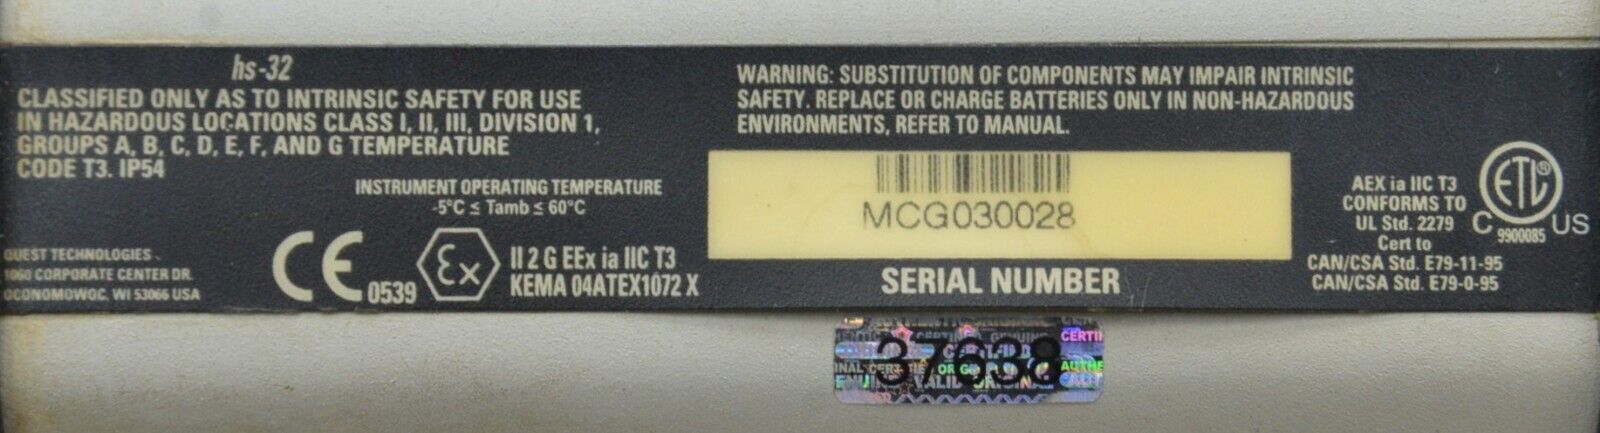 hs-32
CLASSIFIED ONLY AS TO INTRINSIC SAFETY FOR USE
IN HAZARDOUS LOCATIONS CLASS I, II, III, DIVISION 1,
GROUPS A, B, C, D, E, F, AND G TEMPERATURE
CODE T3. IP54
INSTRUMENT OPERATING TEMPERATURE
-5°C ≤ Tamb ≤ 60°C
QUEST TECHNOLOGIES
1060 CORPORATE CENTER DR.
OCONOMOWOC, WI 53066 USA
CE 0539
Ex
II 2 G EEx ia IIC T3
KEMA 04ATEX1072 X
WARNING: SUBSTITUTION OF COMPONENTS MAY IMPAIR INTRINSIC
SAFETY. REPLACE OR CHARGE BATTERIES ONLY IN NON-HAZARDOUS
ENVIRONMENTS, REFER TO MANUAL.
MCG030028
SERIAL NUMBER
AEX ia IIC T3
CONFORMS TO
UL Std. 2279
Cert to
CAN/CSA Std. E79-11-95
CAN/CSA Std. E79-0-95
ETL®
C US
9900085
37638
VALID ORIGINAL